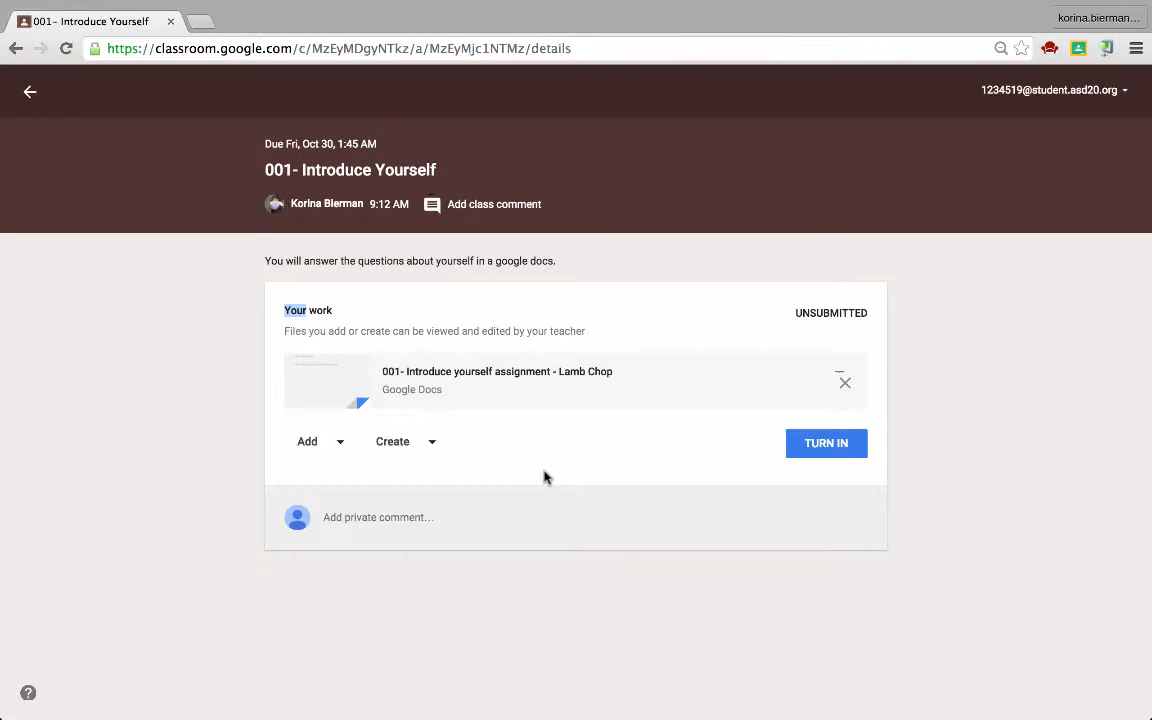 001- Introduce Yourself
korina.bierman...
https://classroom.google.com/c/MzEyMDgyNTkz/a/MzEyMjc1NTMz/details
1234519@student.asd20.org
Due Fri, Oct 30, 1:45 AM
001- Introduce Yourself
Korina Bierman 9:12 AM Add class comment
You will answer the questions about yourself in a google docs.
Your work
UNSUBMITTED
Files you add or create can be viewed and edited by your teacher
001- Introduce yourself assignment - Lamb Chop
Google Docs
Add Create TURN IN
Add private comment...
?